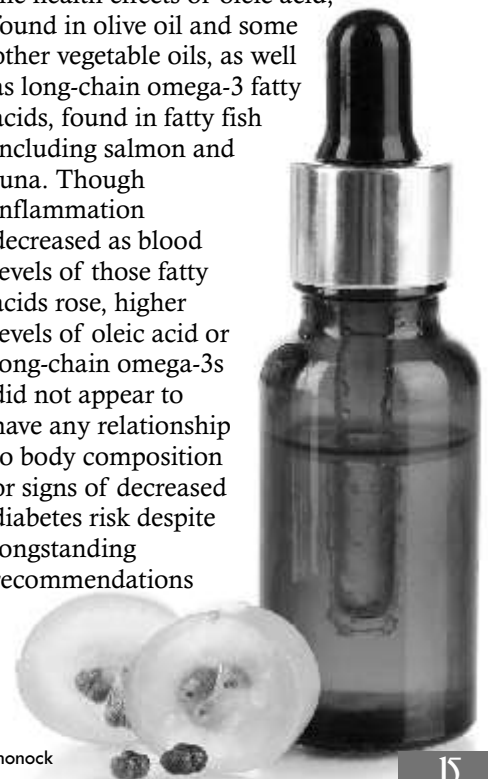 he health effects of oleic acid,
found in olive oil and some
other vegetable oils, as well
as long-chain omega-3 fatty
acids, found in fatty fish
including salmon and
tuna. Though
inflammation
decreased as blood
levels of those fatty
acids rose, higher
levels of oleic acid or
long-chain omega-3s
did not appear to
have any relationship
to body composition
or signs of decreased
diabetes risk despite
longstanding
recommendations
15